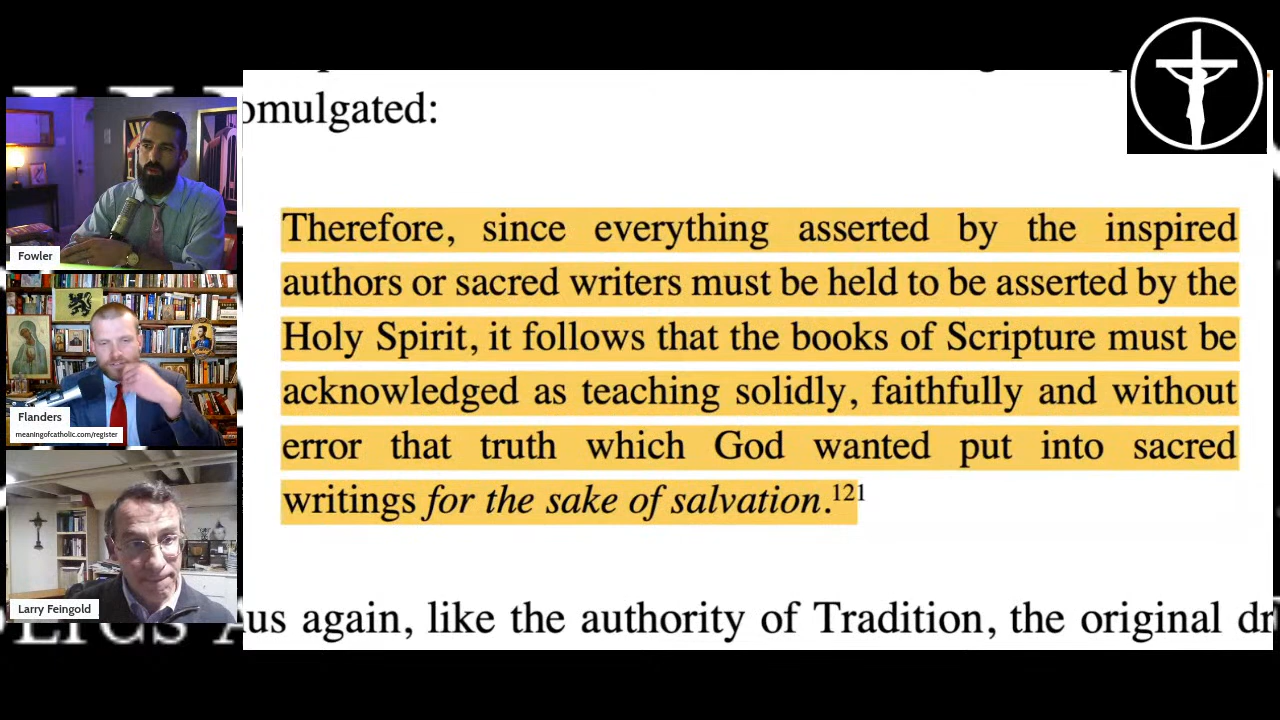 omulgated:
Therefore, since everything asserted by the inspired
authors or sacred writers must be held to be asserted by the
Holy Spirit, it follows that the books of Scripture must be
acknowledged as teaching solidly, faithfully and without
error that truth which God wanted put into sacred
writings for the sake of salvation.121
us again, like the authority of Tradition, the original dr
Fowler
Flanders
meaningofcatholic.com/register
Larry Feingold